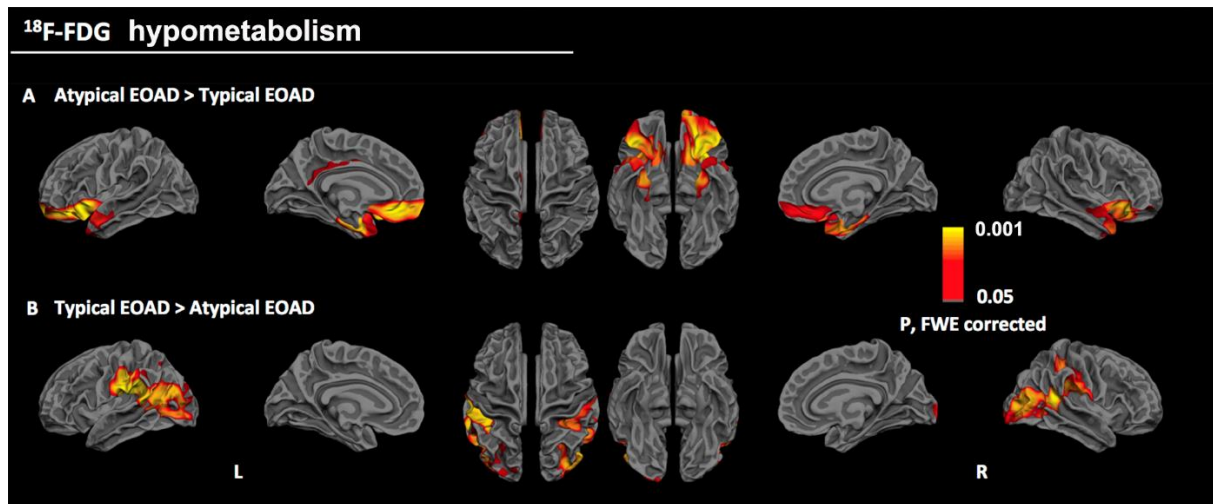 ¹⁸F-FDG hypometabolism
A Atypical EOAD > Typical EOAD
0.001
0.05
P, FWE corrected
B Typical EOAD > Atypical EOAD
L
R